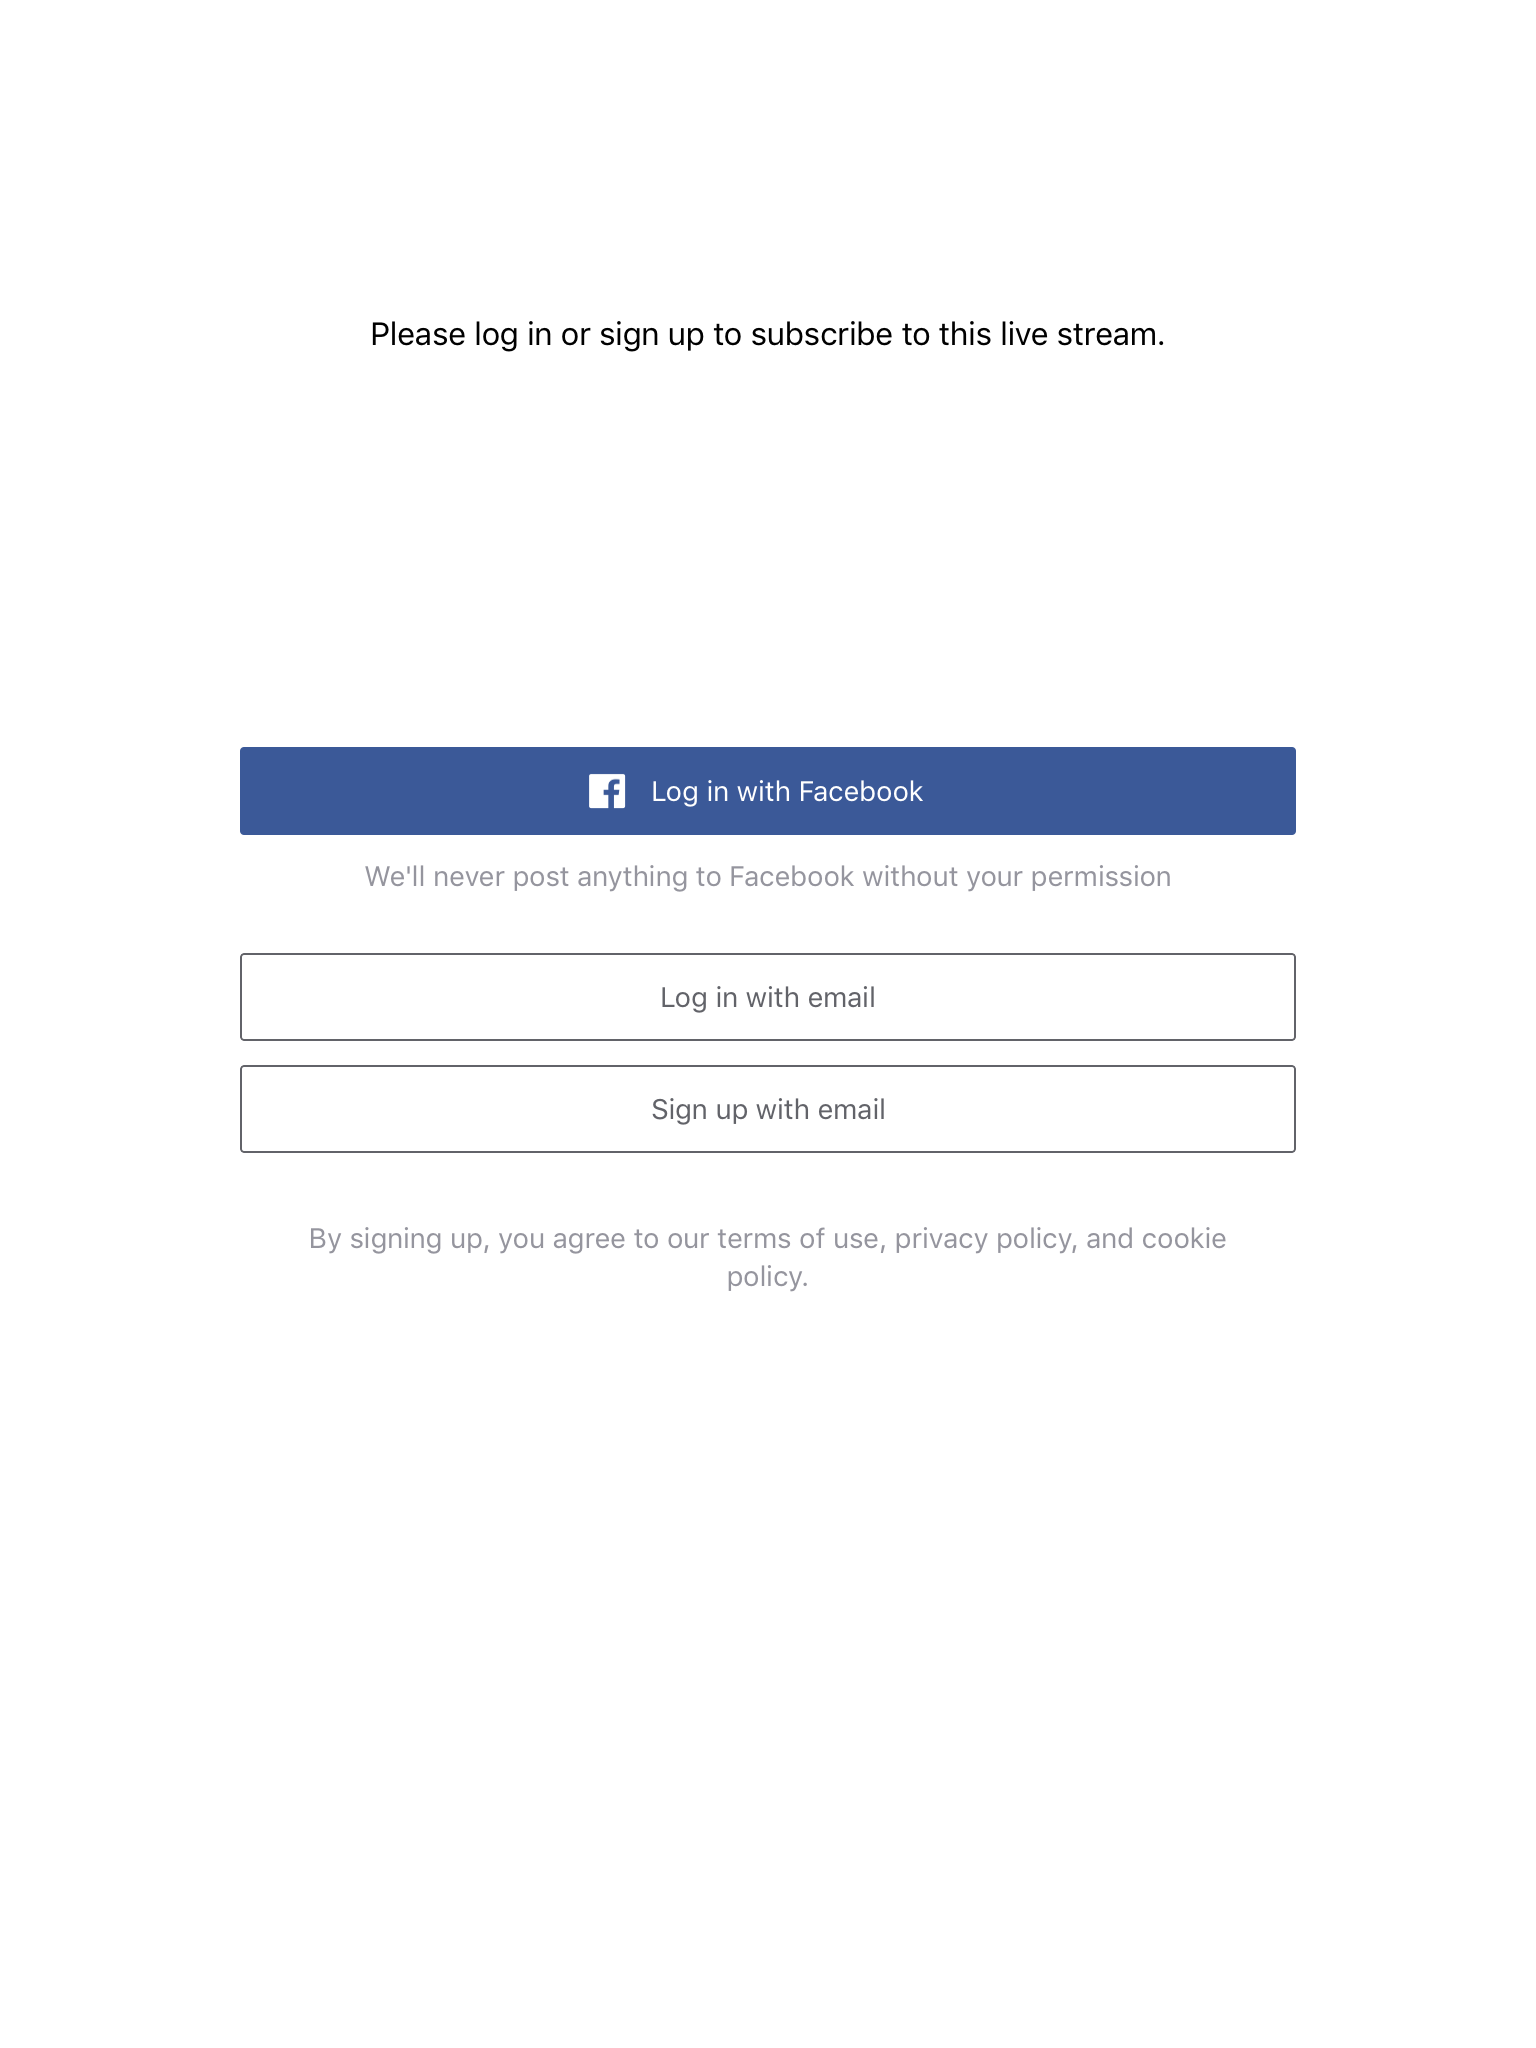 Please log in or sign up to subscribe to this live stream.
Log in with Facebook
We'll never post anything to Facebook without your permission
Log in with email
Sign up with email
By signing up, you agree to our terms of use, privacy policy, and cookie
policy.